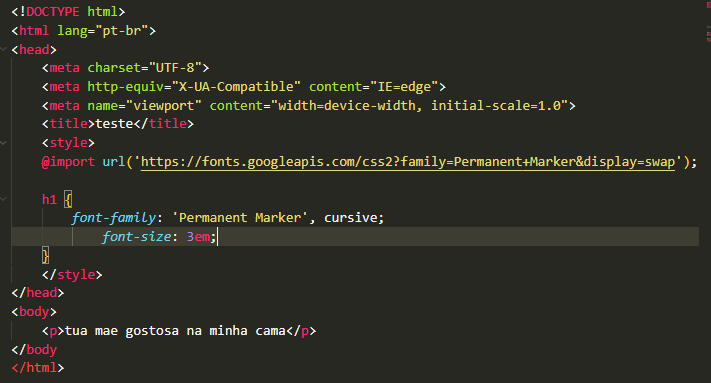 <!DOCTYPE html>
<html lang="pt-br">
<head>
<meta charset="UTF-8">
<meta http-equiv="X-UA-Compatible" content="IE=edge">
<meta name="viewport" content="width=device-width, initial-scale=1.0">
<title>teste</title>
<style>
@import url('https://fonts.googleapis.com/css2?family=Permanent+Marker&display=swap');
h1 {
font-family: 'Permanent Marker', cursive;
font-size: 3em;
}
</style>
</head>
<body>
<p>tua mae gostosa na minha cama</p>
</body
</html>